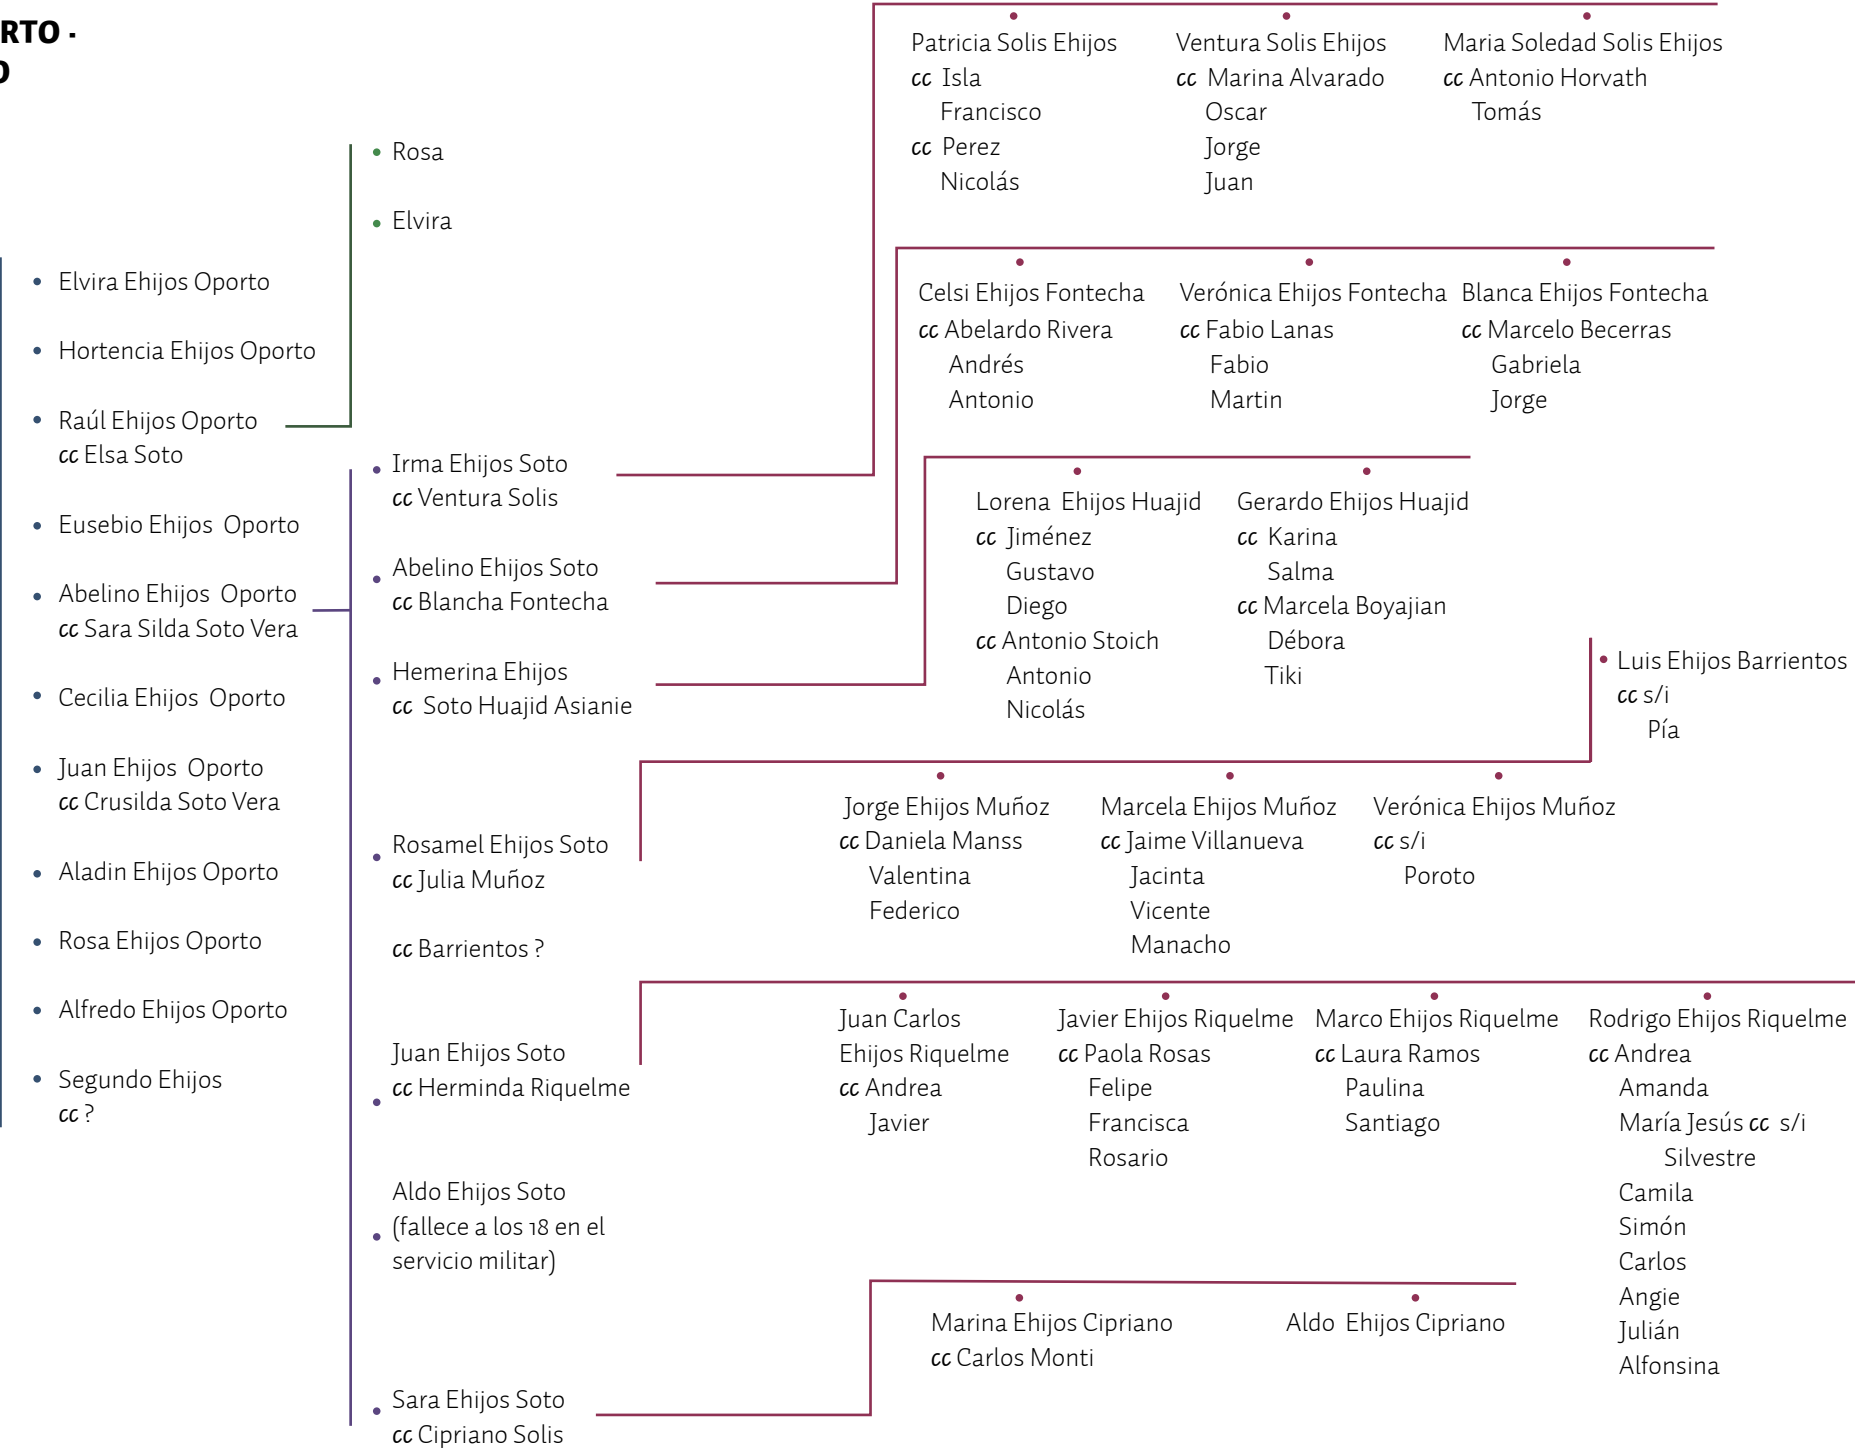 RTO -
O
Elvira Ehijos Oporto
Hortencia Ehijos Oporto
Raúl Ehijos Oporto
cc Elsa Soto
Eusebio Ehijos Oporto
Abelino Ehijos Oporto
cc Sara Silda Soto Vera
Cecilia Ehijos Oporto
Juan Ehijos Oporto
cc Crusilda Soto Vera
Aladin Ehijos Oporto
Rosa Ehijos Oporto
Alfredo Ehijos Oporto
Segundo Ehijos
cc ?
Rosa
Elvira
Irma Ehijos Soto
cc Ventura Solis
Abelino Ehijos Soto
cc Blancha Fontecha
Hemerina Ehijos
cc Soto Huajid Asianie
Rosamel Ehijos Soto
cc Julia Muñoz
cc Barrientos ?
Juan Ehijos Soto
cc Herminda Riquelme
Aldo Ehijos Soto
(fallece a los 18 en el
servicio militar)
Sara Ehijos Soto
cc Cipriano Solis
Patricia Solis Ehijos
cc Isla
Francisco
cc Perez
Nicolás
Ventura Solis Ehijos
cc Marina Alvarado
Oscar
Jorge
Juan
Maria Soledad Solis Ehijos
cc Antonio Horvath
Tomás
Celsi Ehijos Fontecha
cc Abelardo Rivera
Andrés
Antonio
Verónica Ehijos Fontecha
cc Fabio Lanas
Fabio
Martin
Blanca Ehijos Fontecha
cc Marcelo Becerras
Gabriela
Jorge
Lorena Ehijos Huajid
cc Jiménez
Gustavo
Diego
cc Antonio Stoich
Antonio
Nicolás
Gerardo Ehijos Huajid
cc Karina
Salma
cc Marcela Boyajian
Débora
Tiki
Luis Ehijos Barrientos
cc s/i
Pía
Jorge Ehijos Muñoz
cc Daniela Manss
Valentina
Federico
Marcela Ehijos Muñoz
cc Jaime Villanueva
Jacinta
Vicente
Manacho
Verónica Ehijos Muñoz
cc s/i
Poroto
Juan Carlos
Ehijos Riquelme
cc Andrea
Javier
Javier Ehijos Riquelme
cc Paola Rosas
Felipe
Francisca
Rosario
Marco Ehijos Riquelme
cc Laura Ramos
Paulina
Santiago
Rodrigo Ehijos Riquelme
cc Andrea
Amanda
María Jesús cc s/i
Silvestre
Camila
Simón
Carlos
Angie
Julián
Alfonsina
Marina Ehijos Cipriano
cc Carlos Monti
Aldo Ehijos Cipriano